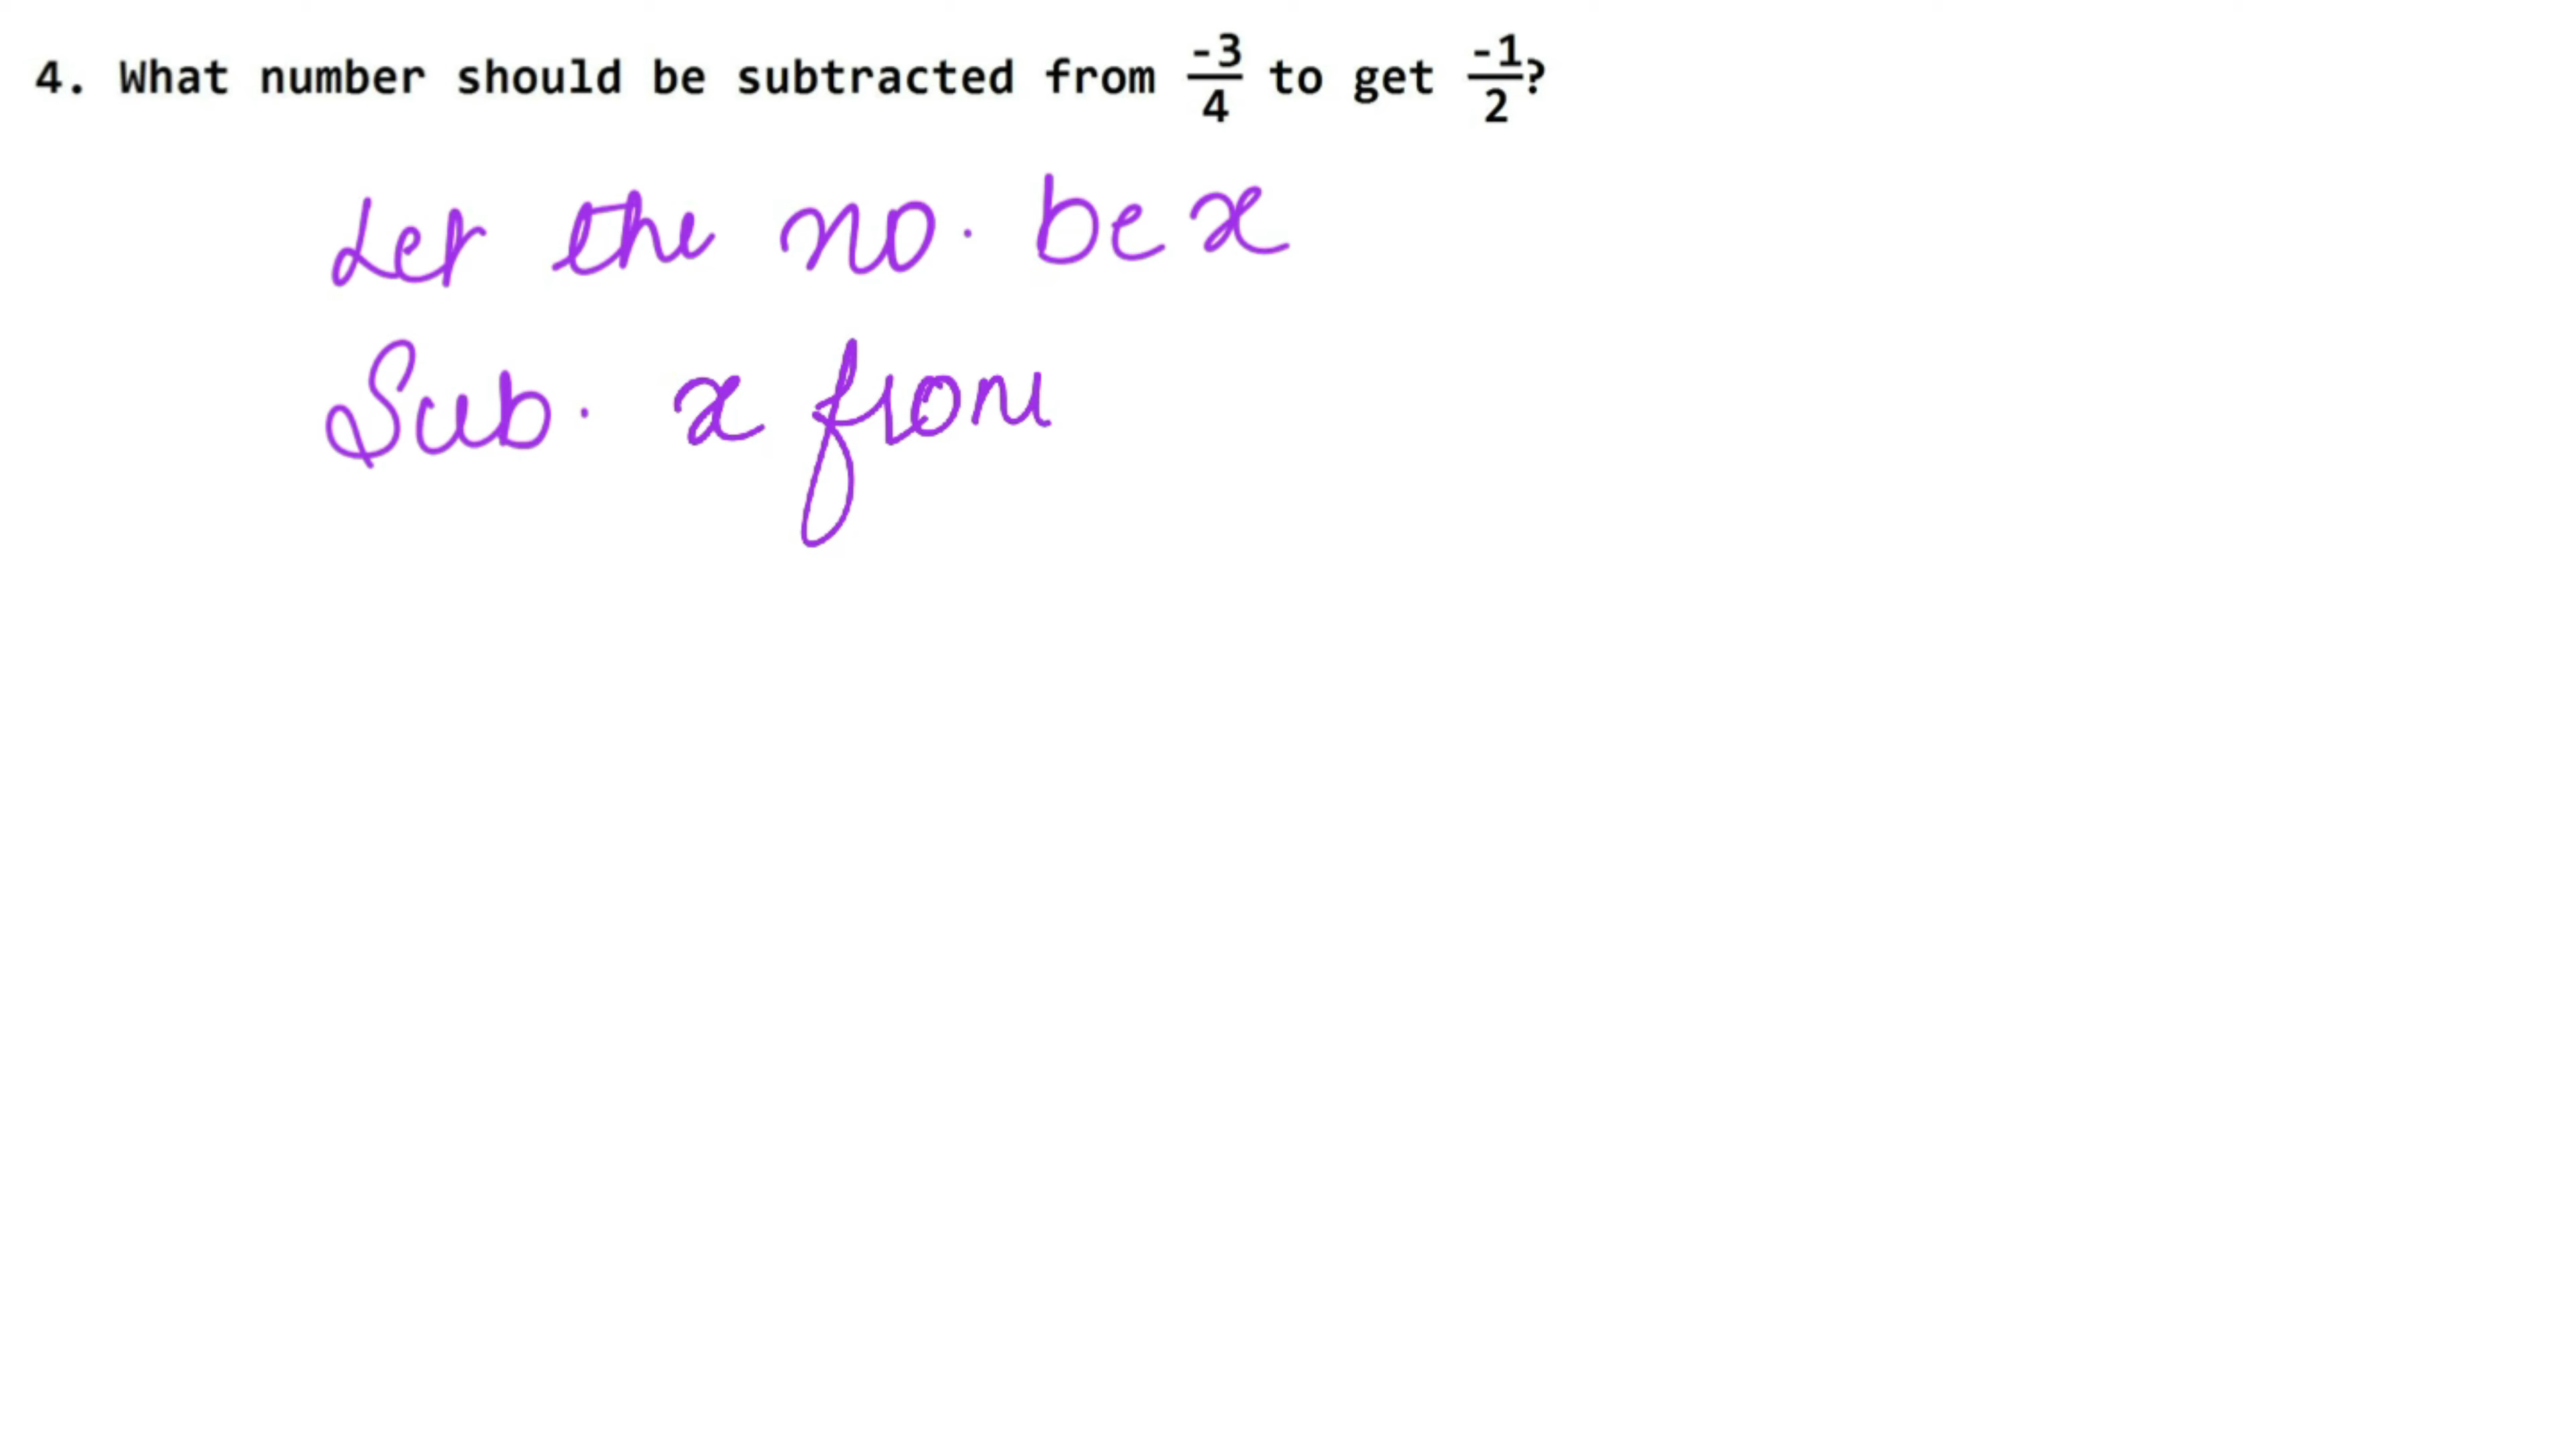 4. What number should be subtracted from -3/4 to get -1/2?
Let the no. be x
Sub. x from